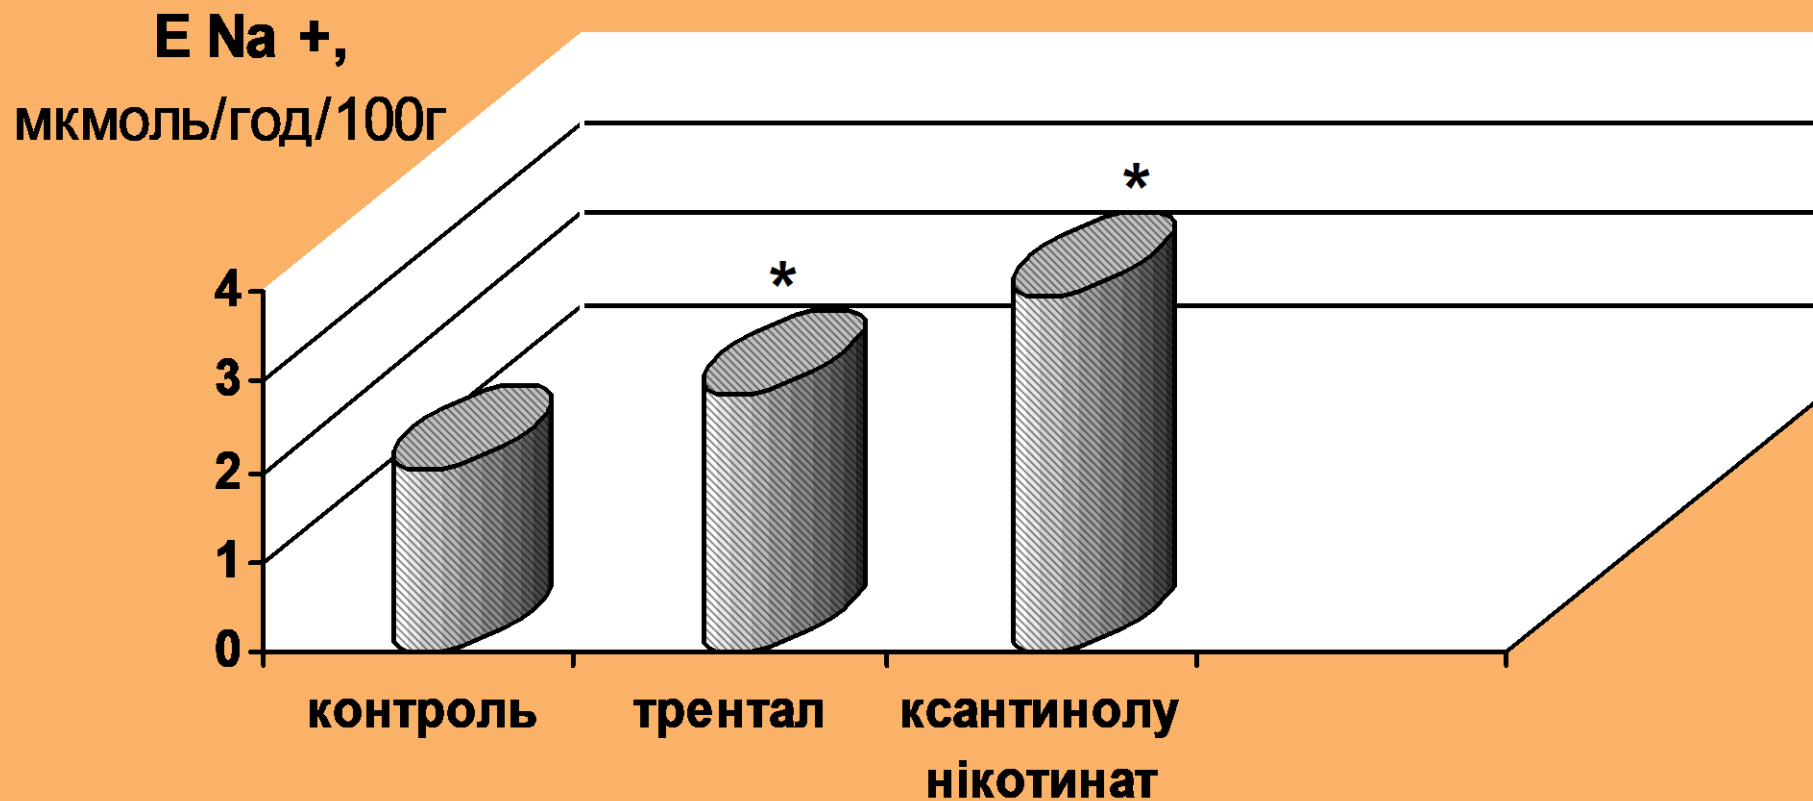 E Na +,
мкмоль/год/100г
*
*
4
3
2
1
0
контроль трентал ксантинолу
нікотинат